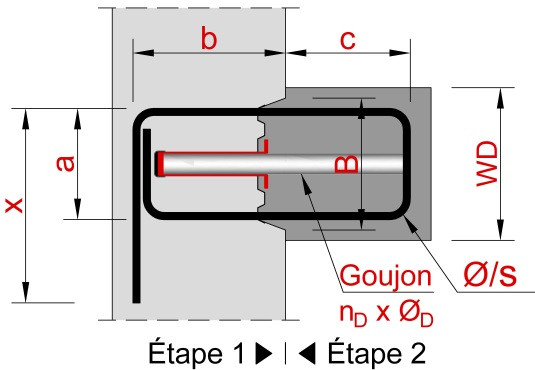 b
c
x
a
B
WD
Goujon
n_D x Ø_D
Ø/s
Étape 1
Étape 2